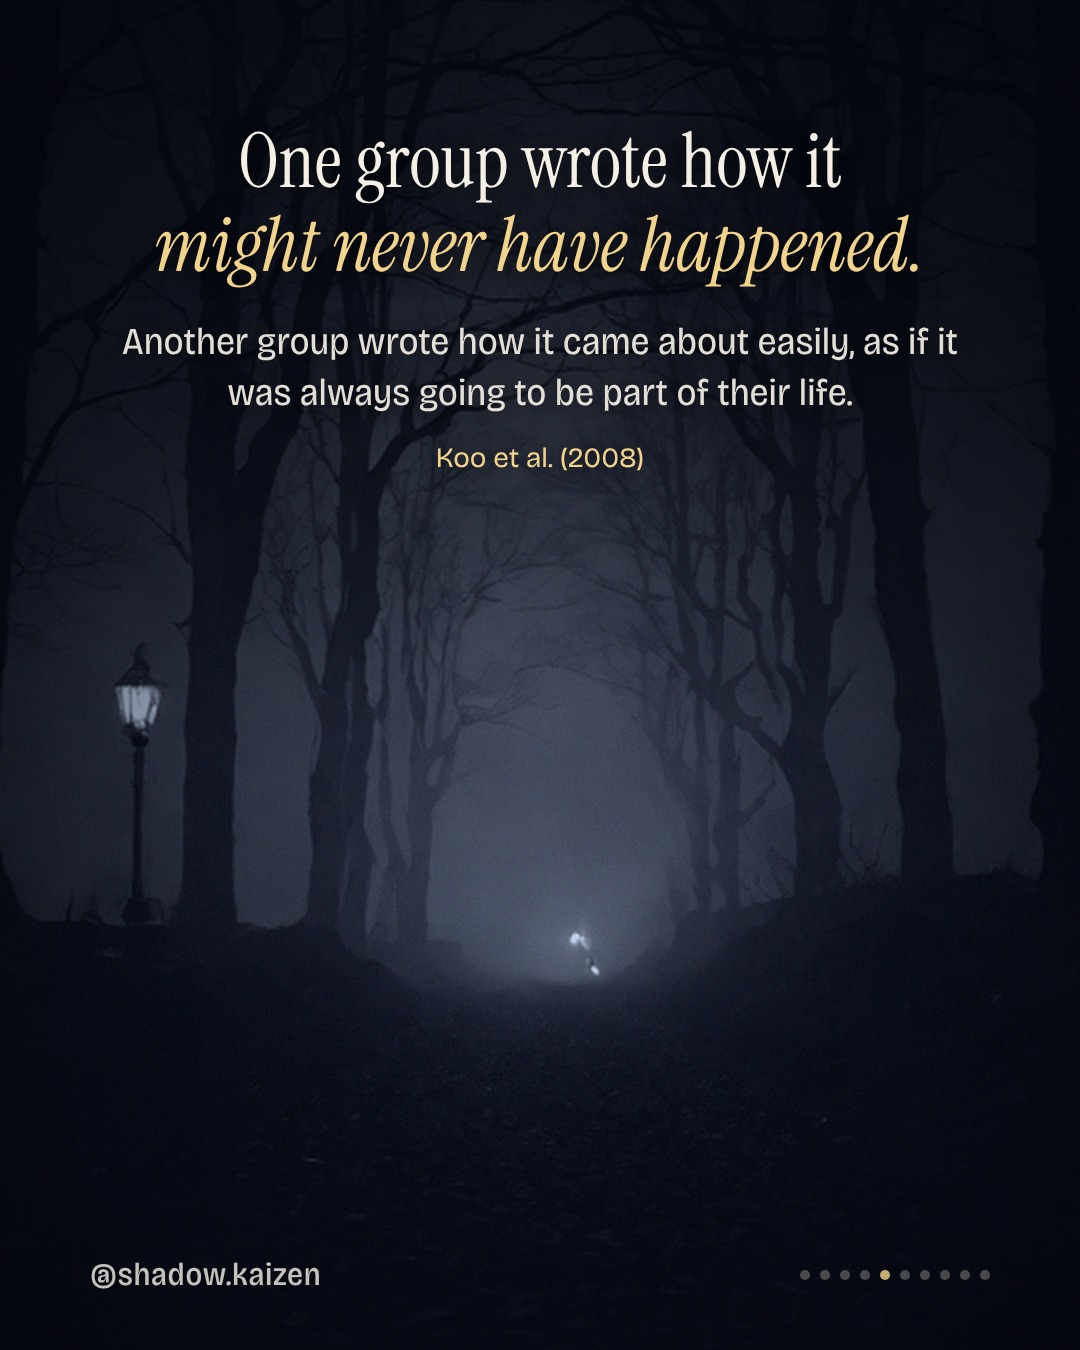 One group wrote how it
might never have happened.
Another group wrote how it came about easily, as if it
was always going to be part of their life.
Koo et al. (2008)
@shadow.kaizen